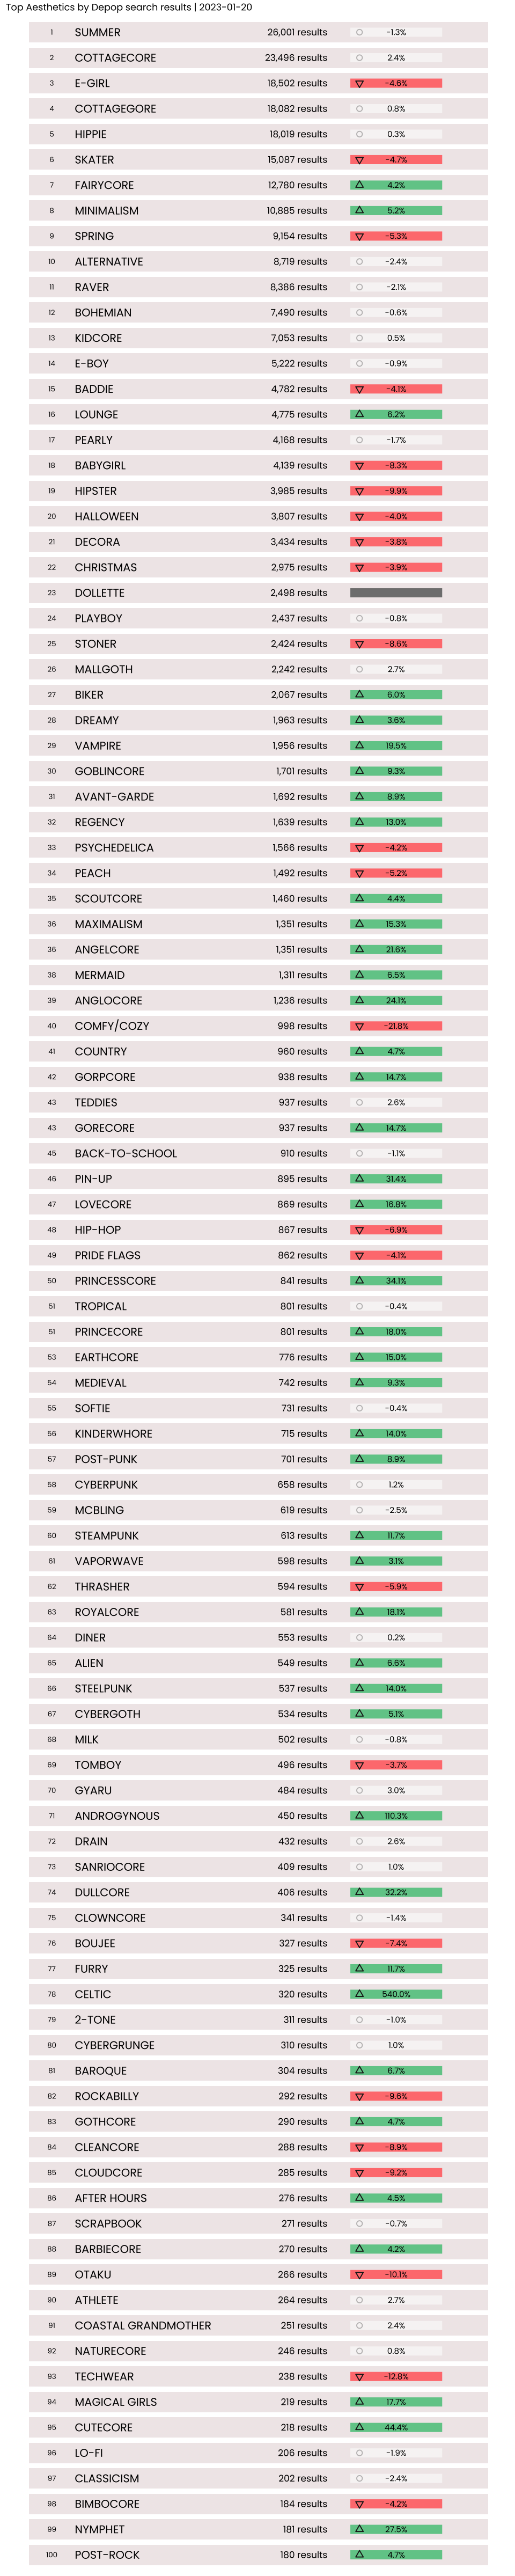 Top Aesthetics by Depop search results | 2023-01-20
1 SUMMER 26,001 results -1.3%
2 COTTAGECORE 23,496 results 2.4%
3 E-GIRL 18,502 results -4.6%
4 COTTAGEGORE 18,082 results 0.8%
5 HIPPIE 18,019 results 0.3%
6 SKATER 15,087 results -4.7%
7 FAIRYCORE 12,780 results 4.2%
8 MINIMALISM 10,885 results 5.2%
9 SPRING 9,154 results -5.3%
10 ALTERNATIVE 8,719 results -2.4%
11 RAVER 8,386 results -2.1%
12 BOHEMIAN 7,490 results -0.6%
13 KIDCORE 7,053 results 0.5%
14 E-BOY 5,222 results -0.9%
15 BADDIE 4,782 results -4.1%
16 LOUNGE 4,775 results 6.2%
17 PEARLY 4,168 results -1.7%
18 BABYGIRL 4,139 results -8.3%
19 HIPSTER 3,985 results -9.9%
20 HALLOWEEN 3,807 results -4.0%
21 DECORA 3,434 results -3.8%
22 CHRISTMAS 2,975 results -3.9%
23 DOLLETTE 2,498 results
24 PLAYBOY 2,437 results -0.8%
25 STONER 2,424 results -8.6%
26 MALLGOTH 2,242 results 2.7%
27 BIKER 2,067 results 6.0%
28 DREAMY 1,963 results 3.6%
29 VAMPIRE 1,956 results 19.5%
30 GOBLINCORE 1,701 results 9.3%
31 AVANT-GARDE 1,692 results 8.9%
32 REGENCY 1,639 results 13.0%
33 PSYCHEDELICA 1,566 results -4.2%
34 PEACH 1,492 results -5.2%
35 SCOUTCORE 1,460 results 4.4%
36 MAXIMALISM 1,351 results 15.3%
36 ANGELCORE 1,351 results 21.6%
38 MERMAID 1,311 results 6.5%
39 ANGLOCORE 1,236 results 24.1%
40 COMFY/COZY 998 results -21.8%
41 COUNTRY 960 results 4.7%
42 GORPCORE 938 results 14.7%
43 TEDDIES 937 results 2.6%
43 GORECORE 937 results 14.7%
45 BACK-TO-SCHOOL 910 results -1.1%
46 PIN-UP 895 results 31.4%
47 LOVECORE 869 results 16.8%
48 HIP-HOP 867 results -6.9%
49 PRIDE FLAGS 862 results -4.1%
50 PRINCESSCORE 841 results 34.1%
51 TROPICAL 801 results -0.4%
51 PRINCECORE 801 results 18.0%
53 EARTHCORE 776 results 15.0%
54 MEDIEVAL 742 results 9.3%
55 SOFTIE 731 results -0.4%
56 KINDERWHORE 715 results 14.0%
57 POST-PUNK 701 results 8.9%
58 CYBERPUNK 658 results 1.2%
59 MCBLING 619 results -2.5%
60 STEAMPUNK 613 results 11.7%
61 VAPORWAVE 598 results 3.1%
62 THRASHER 594 results -5.9%
63 ROYALCORE 581 results 18.1%
64 DINER 553 results 0.2%
65 ALIEN 549 results 6.6%
66 STEELPUNK 537 results 14.0%
67 CYBERGOTH 534 results 5.1%
68 MILK 502 results -0.8%
69 TOMBOY 496 results -3.7%
70 GYARU 484 results 3.0%
71 ANDROGYNOUS 450 results 110.3%
72 DRAIN 432 results 2.6%
73 SANRIOCORE 409 results 1.0%
74 DULLCORE 406 results 32.2%
75 CLOWNCORE 341 results -1.4%
76 BOUJEE 327 results -7.4%
77 FURRY 325 results 11.7%
78 CELTIC 320 results 540.0%
79 2-TONE 311 results -1.0%
80 CYBERGRUNGE 310 results 1.0%
81 BAROQUE 304 results 6.7%
82 ROCKABILLY 292 results -9.6%
83 GOTHCORE 290 results 4.7%
84 CLEANCORE 288 results -8.9%
85 CLOUDCORE 285 results -9.2%
86 AFTER HOURS 276 results 4.5%
87 SCRAPBOOK 271 results -0.7%
88 BARBIECORE 270 results 4.2%
89 OTAKU 266 results -10.1%
90 ATHLETE 264 results 2.7%
91 COASTAL GRANDMOTHER 251 results 2.4%
92 NATURECORE 246 results 0.8%
93 TECHWEAR 238 results -12.8%
94 MAGICAL GIRLS 219 results 17.7%
95 CUTECORE 218 results 44.4%
96 LO-FI 206 results -1.9%
97 CLASSICISM 202 results -2.4%
98 BIMBOCORE 184 results -4.2%
99 NYMPHET 181 results 27.5%
100 POST-ROCK 180 results 4.7%